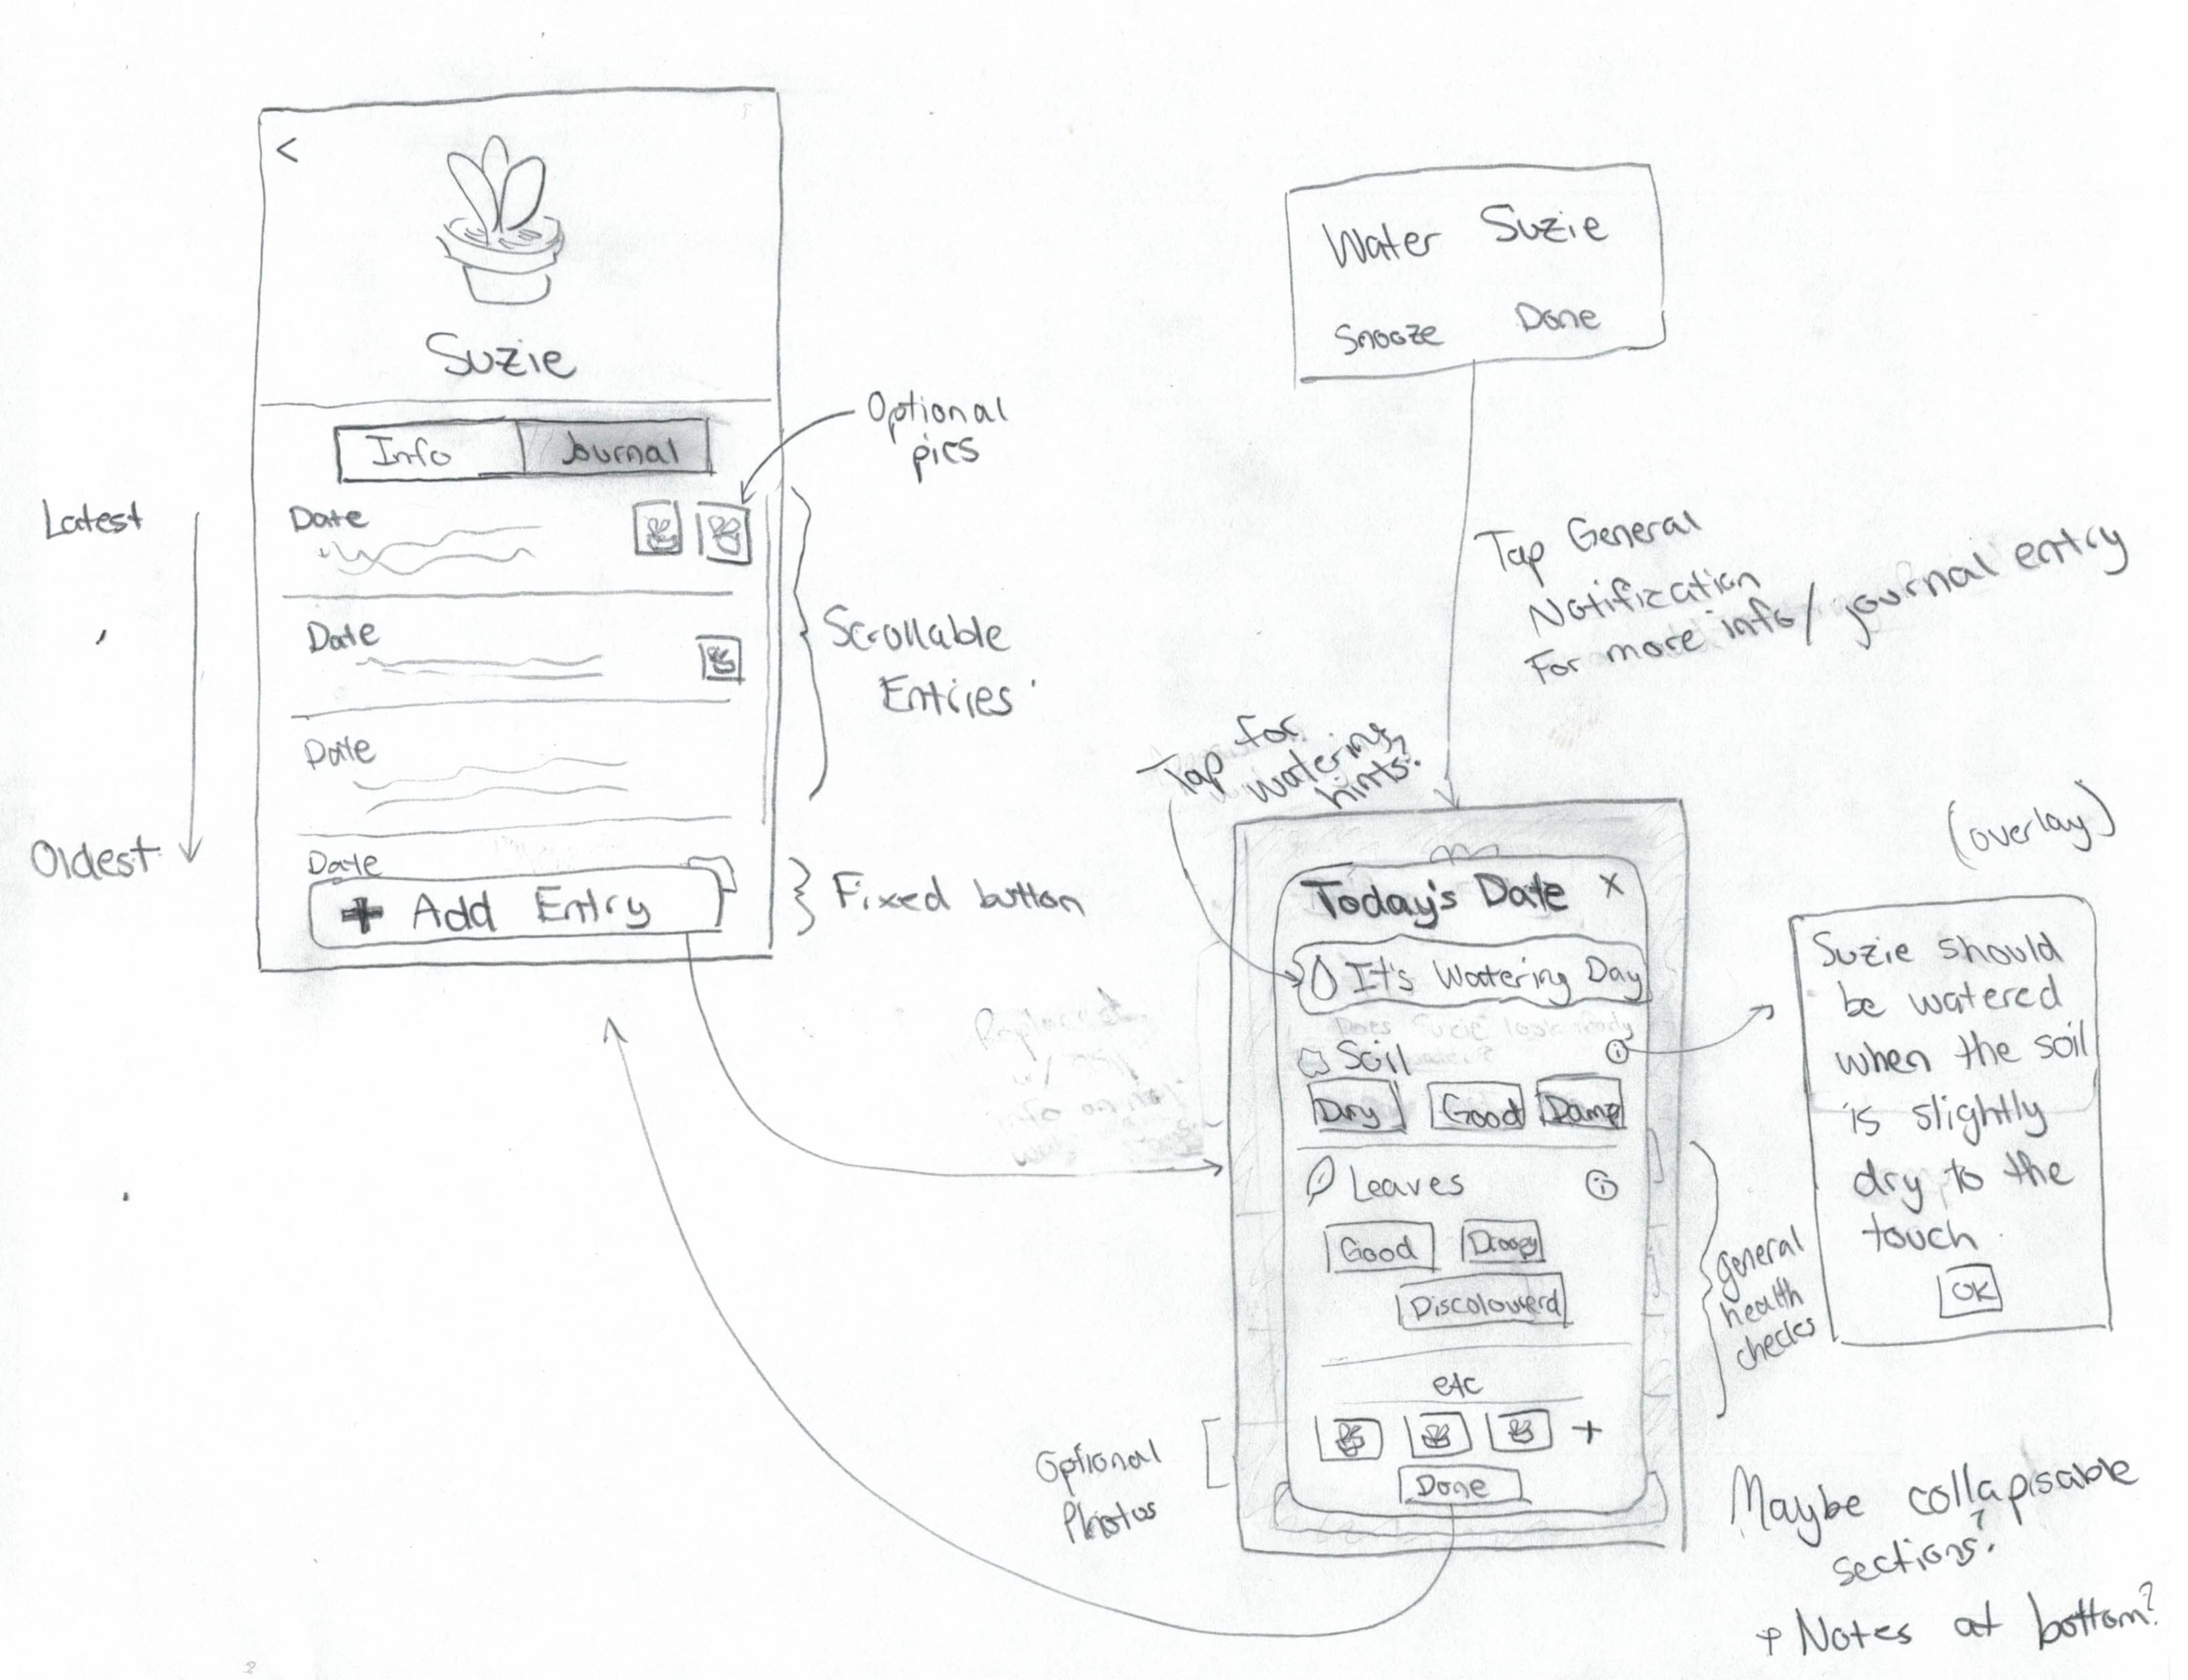 <
Suzie
Info
Journal
Optional
pics
Latest
Oldest
Date
Date
Date
Date
+ Add Entry
Scrollable
Entries
Fixed button
Water Suzie
Snooze Done
Tap General
Notification
For more info/journal entry
Tap for
watering
hints.
Today's Date X
It's Watering Day
Does Suzie look ready
Soil i
Dry Good Damp
Leaves i
Good Droopy
Discolouerd
etc
+
Done
Optional
Photos
general
health
checks
(overlay)
Suzie should
be watered
when the soil
is slightly
dry to the
touch.
OK
Maybe collapisable
sections?
+ Notes at bottom?